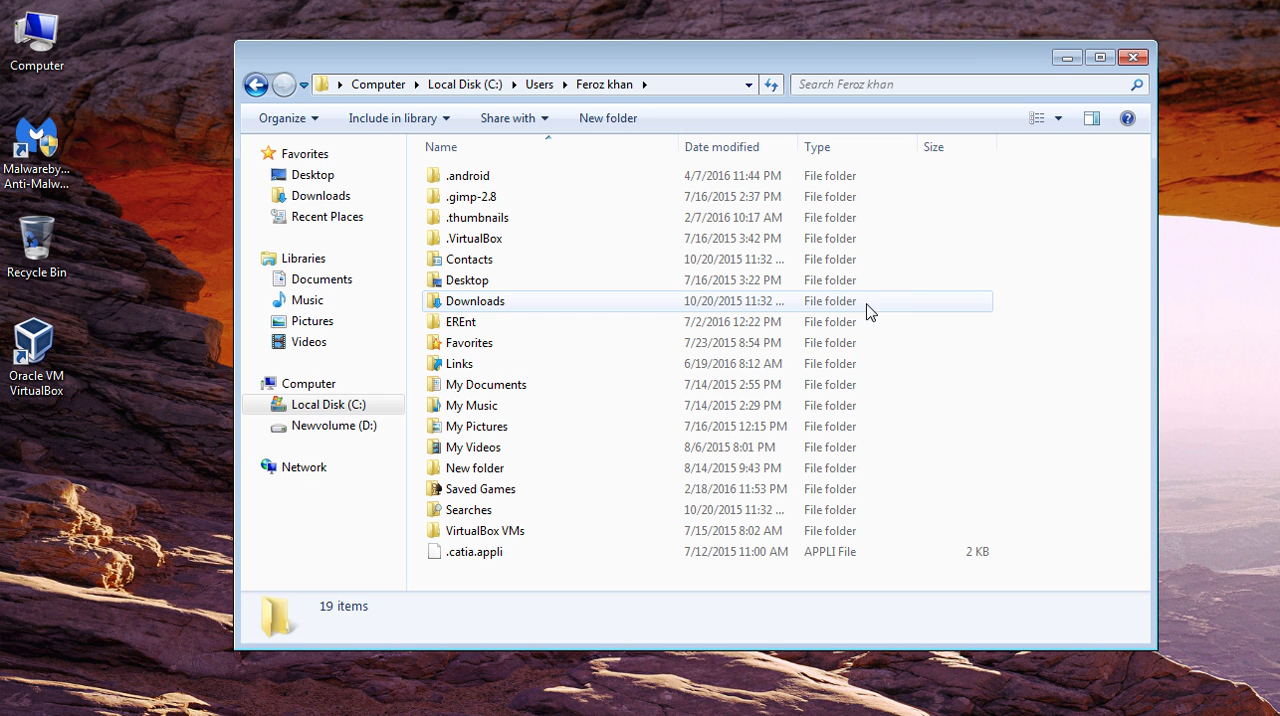 Computer
Malwareby...
Anti-Malw...
Recycle Bin
Oracle VM
VirtualBox
Computer Local Disk (C:) Users Feroz khan
Search Feroz khan
Organize Include in library Share with New folder
Favorites
Desktop
Downloads
Recent Places
Libraries
Documents
Music
Pictures
Videos
Computer
Local Disk (C:)
Newvolume (D:)
Network
Name Date modified Type Size
.android 4/7/2016 11:44 PM File folder
.gimp-2.8 7/16/2015 2:37 PM File folder
.thumbnails 2/7/2016 10:17 AM File folder
.VirtualBox 7/16/2015 3:42 PM File folder
Contacts 10/20/2015 11:32 ... File folder
Desktop 7/16/2015 3:22 PM File folder
Downloads 10/20/2015 11:32 ... File folder
EREnt 7/2/2016 12:22 PM File folder
Favorites 7/23/2015 8:54 PM File folder
Links 6/19/2016 8:12 AM File folder
My Documents 7/14/2015 2:55 PM File folder
My Music 7/14/2015 2:29 PM File folder
My Pictures 7/16/2015 12:15 PM File folder
My Videos 8/6/2015 8:01 PM File folder
New folder 8/14/2015 9:43 PM File folder
Saved Games 2/18/2016 11:53 PM File folder
Searches 10/20/2015 11:32 ... File folder
VirtualBox VMs 7/15/2015 8:02 AM File folder
.catia.appli 7/12/2015 11:00 AM APPLI File 2 KB
19 items